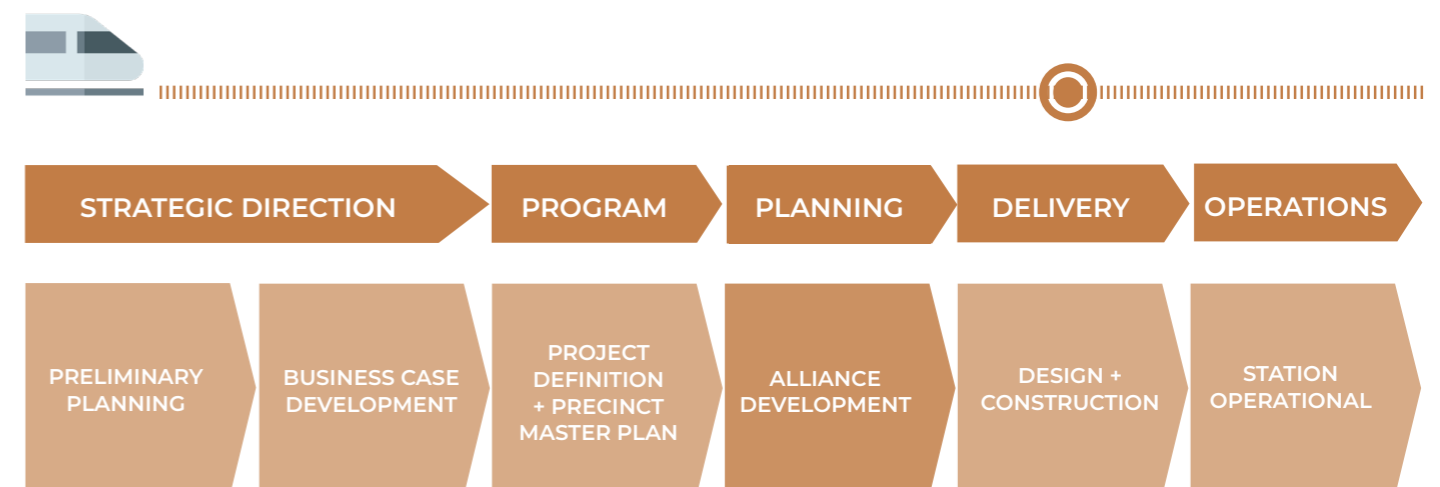 STRATEGIC DIRECTION
PROGRAM
PLANNING
DELIVERY
OPERATIONS
PRELIMINARY
PLANNING
BUSINESS CASE
DEVELOPMENT
PROJECT
DEFINITION
+ PRECINCT
MASTER PLAN
ALLIANCE
DEVELOPMENT
DESIGN +
CONSTRUCTION
STATION
OPERATIONAL